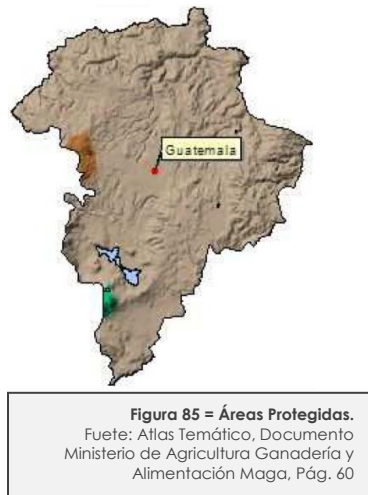 Guatemala
Figura 85 = Áreas Protegidas.
Fuete: Atlas Temático, Documento
Ministerio de Agricultura Ganadería y
Alimentación Maga, Pág. 60